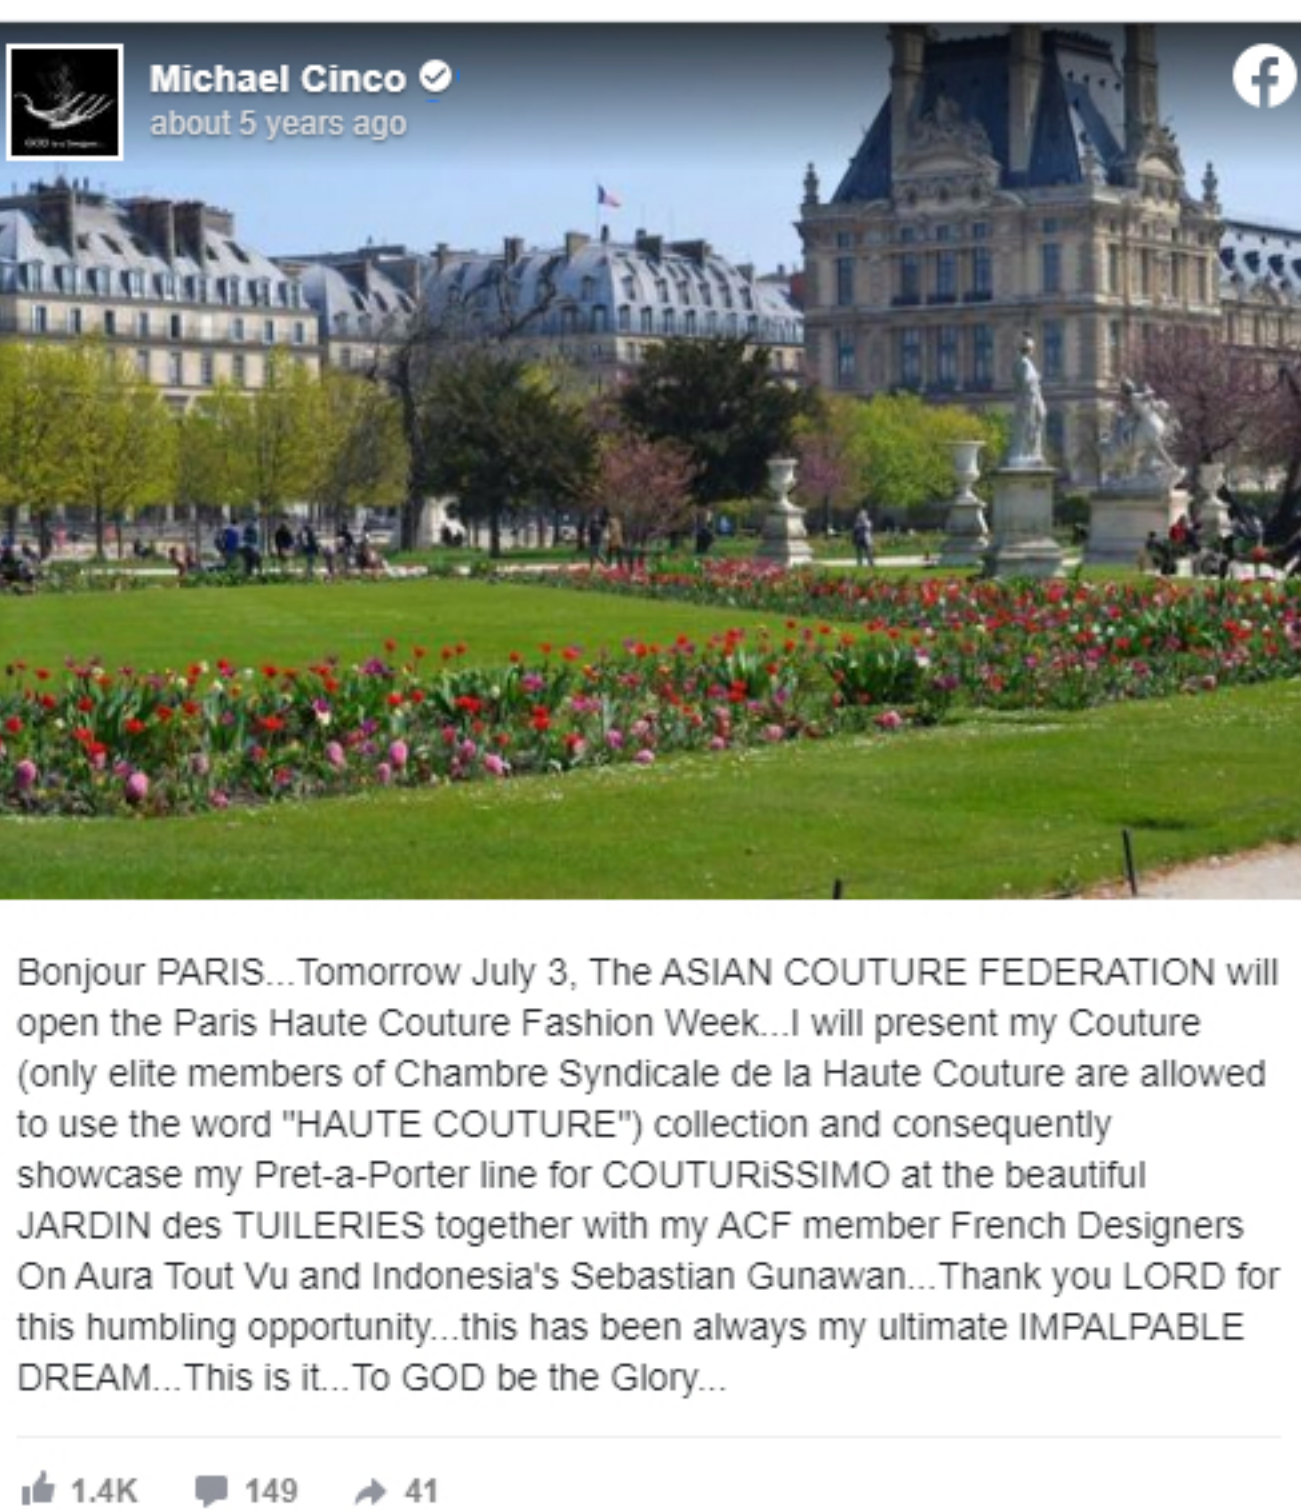 Michael Cinco
about 5 years ago
Bonjour PARIS...Tomorrow July 3, The ASIAN COUTURE FEDERATION will
open the Paris Haute Couture Fashion Week...I will present my Couture
(only elite members of Chambre Syndicale de la Haute Couture are allowed
to use the word "HAUTE COUTURE") collection and consequently
showcase my Pret-a-Porter line for COUTURiSSIMO at the beautiful
JARDIN des TUILERIES together with my ACF member French Designers
On Aura Tout Vu and Indonesia's Sebastian Gunawan...Thank you LORD for
this humbling opportunity...this has been always my ultimate IMPALPABLE
DREAM...This is it...To GOD be the Glory...
1.4K 149 41